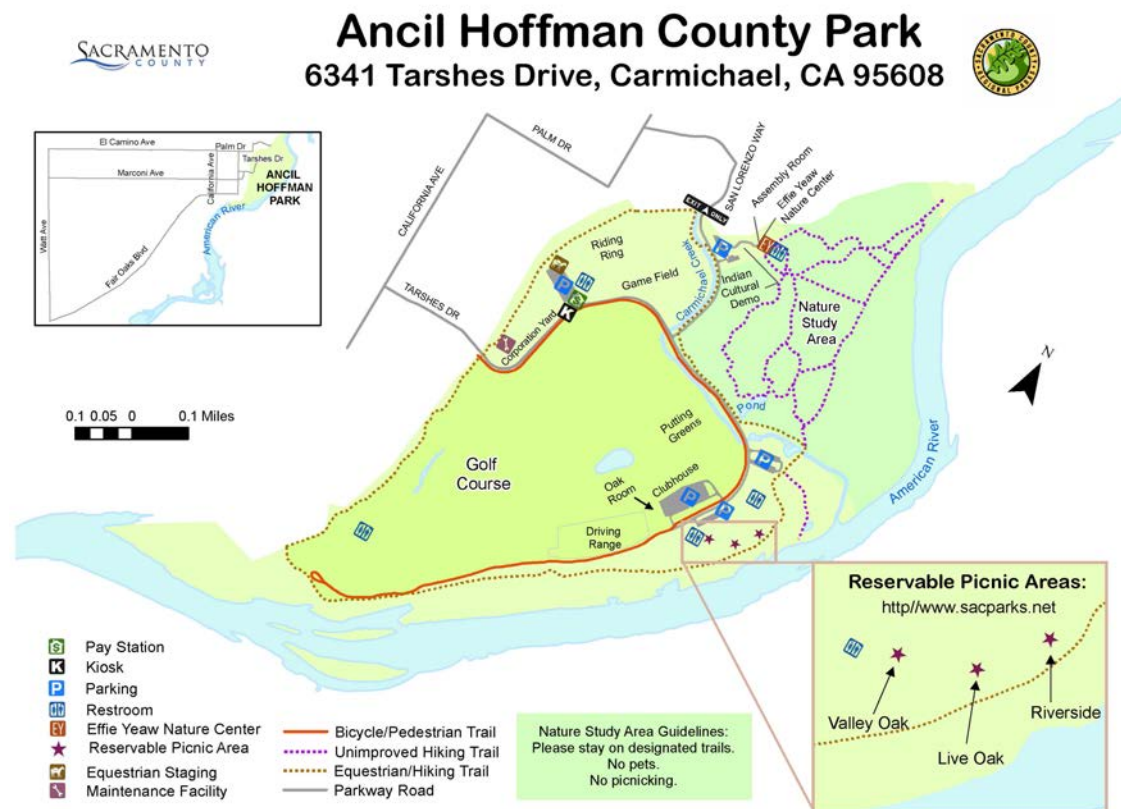 SACRAMENTO
COUNTY
Ancil Hoffman County Park
6341 Tarshes Drive, Carmichael, CA 95608
SACRAMENTO COUNTY
REGIONAL PARKS
El Camino Ave
Palm Dr
Tarshes Dr
Marconi Ave
California Ave
ANCIL
HOFFMAN
PARK
American River
Watt Ave
Fair Oaks Blvd
PALM DR
CALIFORNIA AVE
SAN LORENZO WAY
EXIT ONLY
Assembly Room
Effie Yeaw
Nature Center
P
EY
Riding
Ring
Game Field
Carmichael Creek
Indian
Cultural
Demo
Nature
Study
Area
TARSHES DR
P
$
K
Corporation Yard
N
0.1 0.05 0 0.1 Miles
Pond
Putting
Greens
Golf
Course
Oak
Room
Clubhouse
P
P
P
Driving
Range
American River
Reservable Picnic Areas:
http//www.sacparks.net
Valley Oak
Live Oak
Riverside
$ Pay Station
K Kiosk
P Parking
Restroom
EY Effie Yeaw Nature Center
Reservable Picnic Area
Equestrian Staging
Maintenance Facility
Bicycle/Pedestrian Trail
Unimproved Hiking Trail
Equestrian/Hiking Trail
Parkway Road
Nature Study Area Guidelines:
Please stay on designated trails.
No pets.
No picnicking.